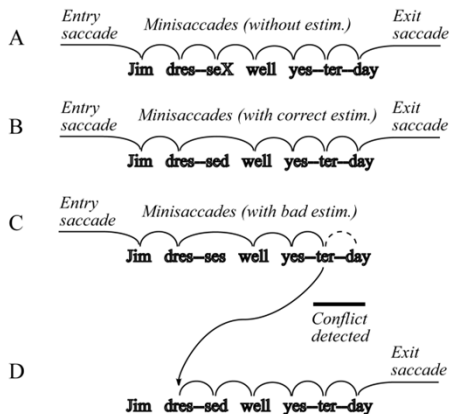 Entry saccade
Minisaccades (without estim.)
Exit saccade
A
Jim dres–seX well yes–ter–day
Entry saccade
Minisaccades (with correct estim.)
Exit saccade
B
Jim dres–sed well yes–ter–day
Entry saccade
Minisaccades (with bad estim.)
C
Jim dres–ses well yes–ter–day
Conflict detected
Exit saccade
D
Jim dres–sed well yes–ter–day